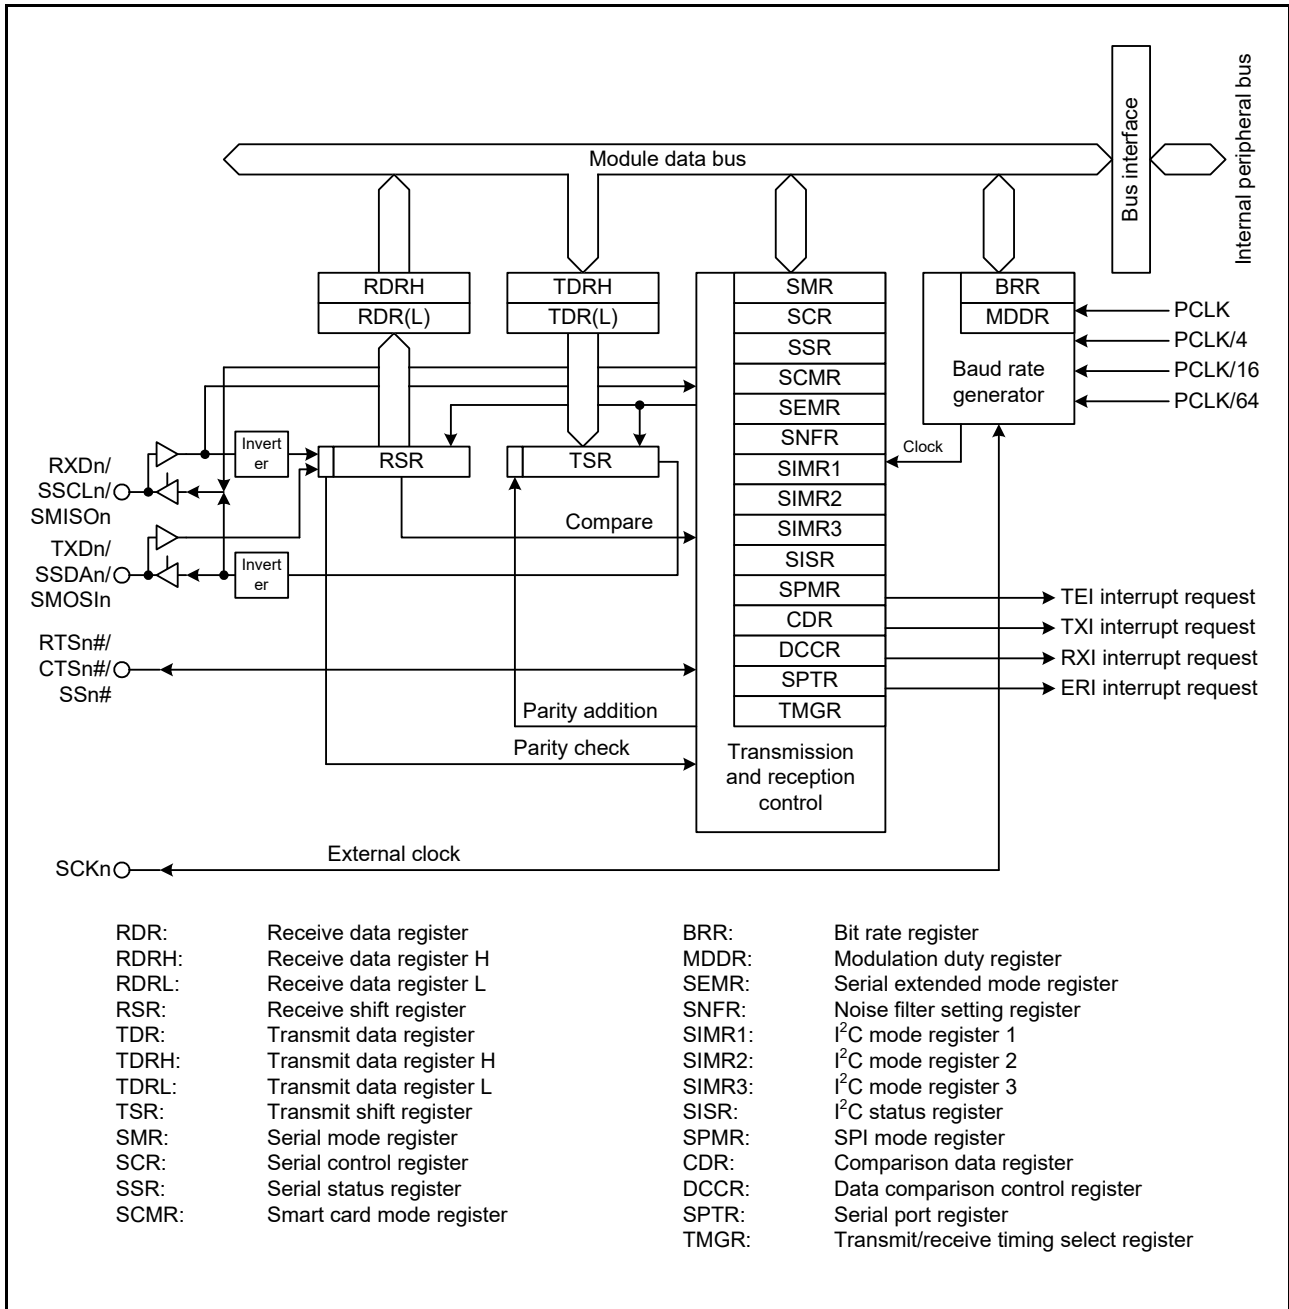 Module data bus
Bus interface
Internal peripheral bus
RDRH
RDR(L)
TDRH
TDR(L)
SMR
SCR
SSR
SCMR
SEMR
SNFR
SIMR1
SIMR2
SIMR3
SISR
SPMR
CDR
DCCR
SPTR
TMGR
Transmission
and reception
control
BRR
MDDR
Baud rate
generator
PCLK
PCLK/4
PCLK/16
PCLK/64
Clock
RXDn/
SSCLn/
SMISOn
Invert
er
RSR
TSR
Compare
TXDn/
SSDAn/
SMOSIn
Invert
er
TEI interrupt request
TXI interrupt request
RXI interrupt request
ERI interrupt request
RTSn#/
CTSn#/
SSn#
Parity addition
Parity check
SCKn
External clock
RDR: Receive data register
RDRH: Receive data register H
RDRL: Receive data register L
RSR: Receive shift register
TDR: Transmit data register
TDRH: Transmit data register H
TDRL: Transmit data register L
TSR: Transmit shift register
SMR: Serial mode register
SCR: Serial control register
SSR: Serial status register
SCMR: Smart card mode register
BRR: Bit rate register
MDDR: Modulation duty register
SEMR: Serial extended mode register
SNFR: Noise filter setting register
SIMR1: I²C mode register 1
SIMR2: I²C mode register 2
SIMR3: I²C mode register 3
SISR: I²C status register
SPMR: SPI mode register
CDR: Comparison data register
DCCR: Data comparison control register
SPTR: Serial port register
TMGR: Transmit/receive timing select register